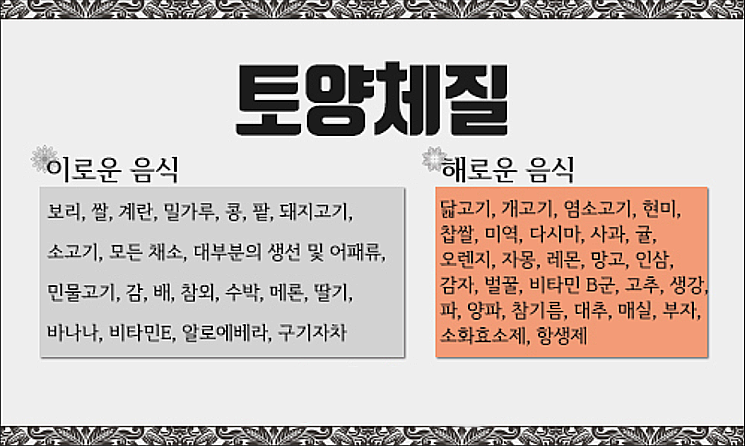 토양체질
이로운 음식
보리, 쌀, 계란, 밀가루, 콩, 팥, 돼지고기,
소고기, 모든 채소, 대부분의 생선 및 어패류,
민물고기, 감, 배, 참외, 수박, 메론, 딸기,
바나나, 비타민E, 알로에베라, 구기자차
해로운 음식
닭고기, 개고기, 염소고기, 현미,
찹쌀, 미역, 다시마, 사과, 귤,
오렌지, 자몽, 레몬, 망고, 인삼,
감자, 벌꿀, 비타민 B군, 고추, 생강,
파, 양파, 참기름, 대추, 매실, 부자,
소화효소제, 항생제